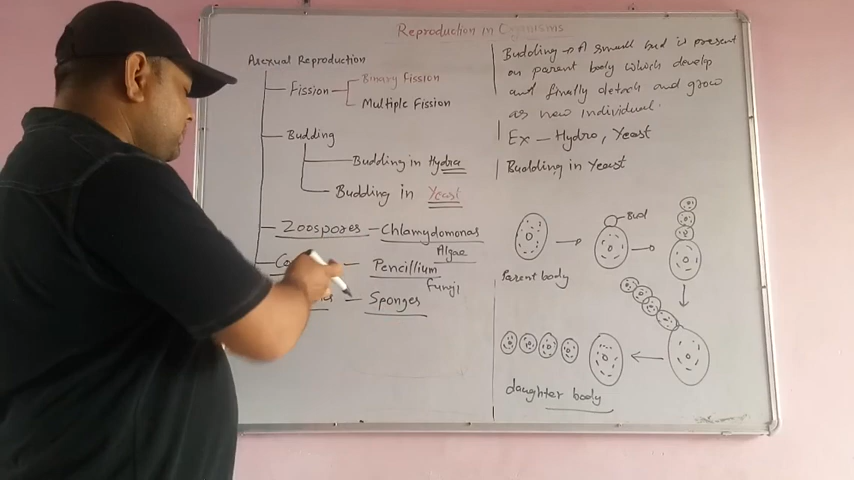 Reproduction in Organisms
Asexual Reproduction
Fission
Binary Fission
Multiple Fission
Budding
Budding in Hydra
Budding in Yeast
Zoospores - Chlamydomonas
Algae
Pencillium
Fungi
Sponges
Budding → A small bud is present
on parent body which develop
and finally detach and grow
as new individual.
Ex - Hydro, Yeast
Budding in Yeast
Bud
Parent body
daughter body